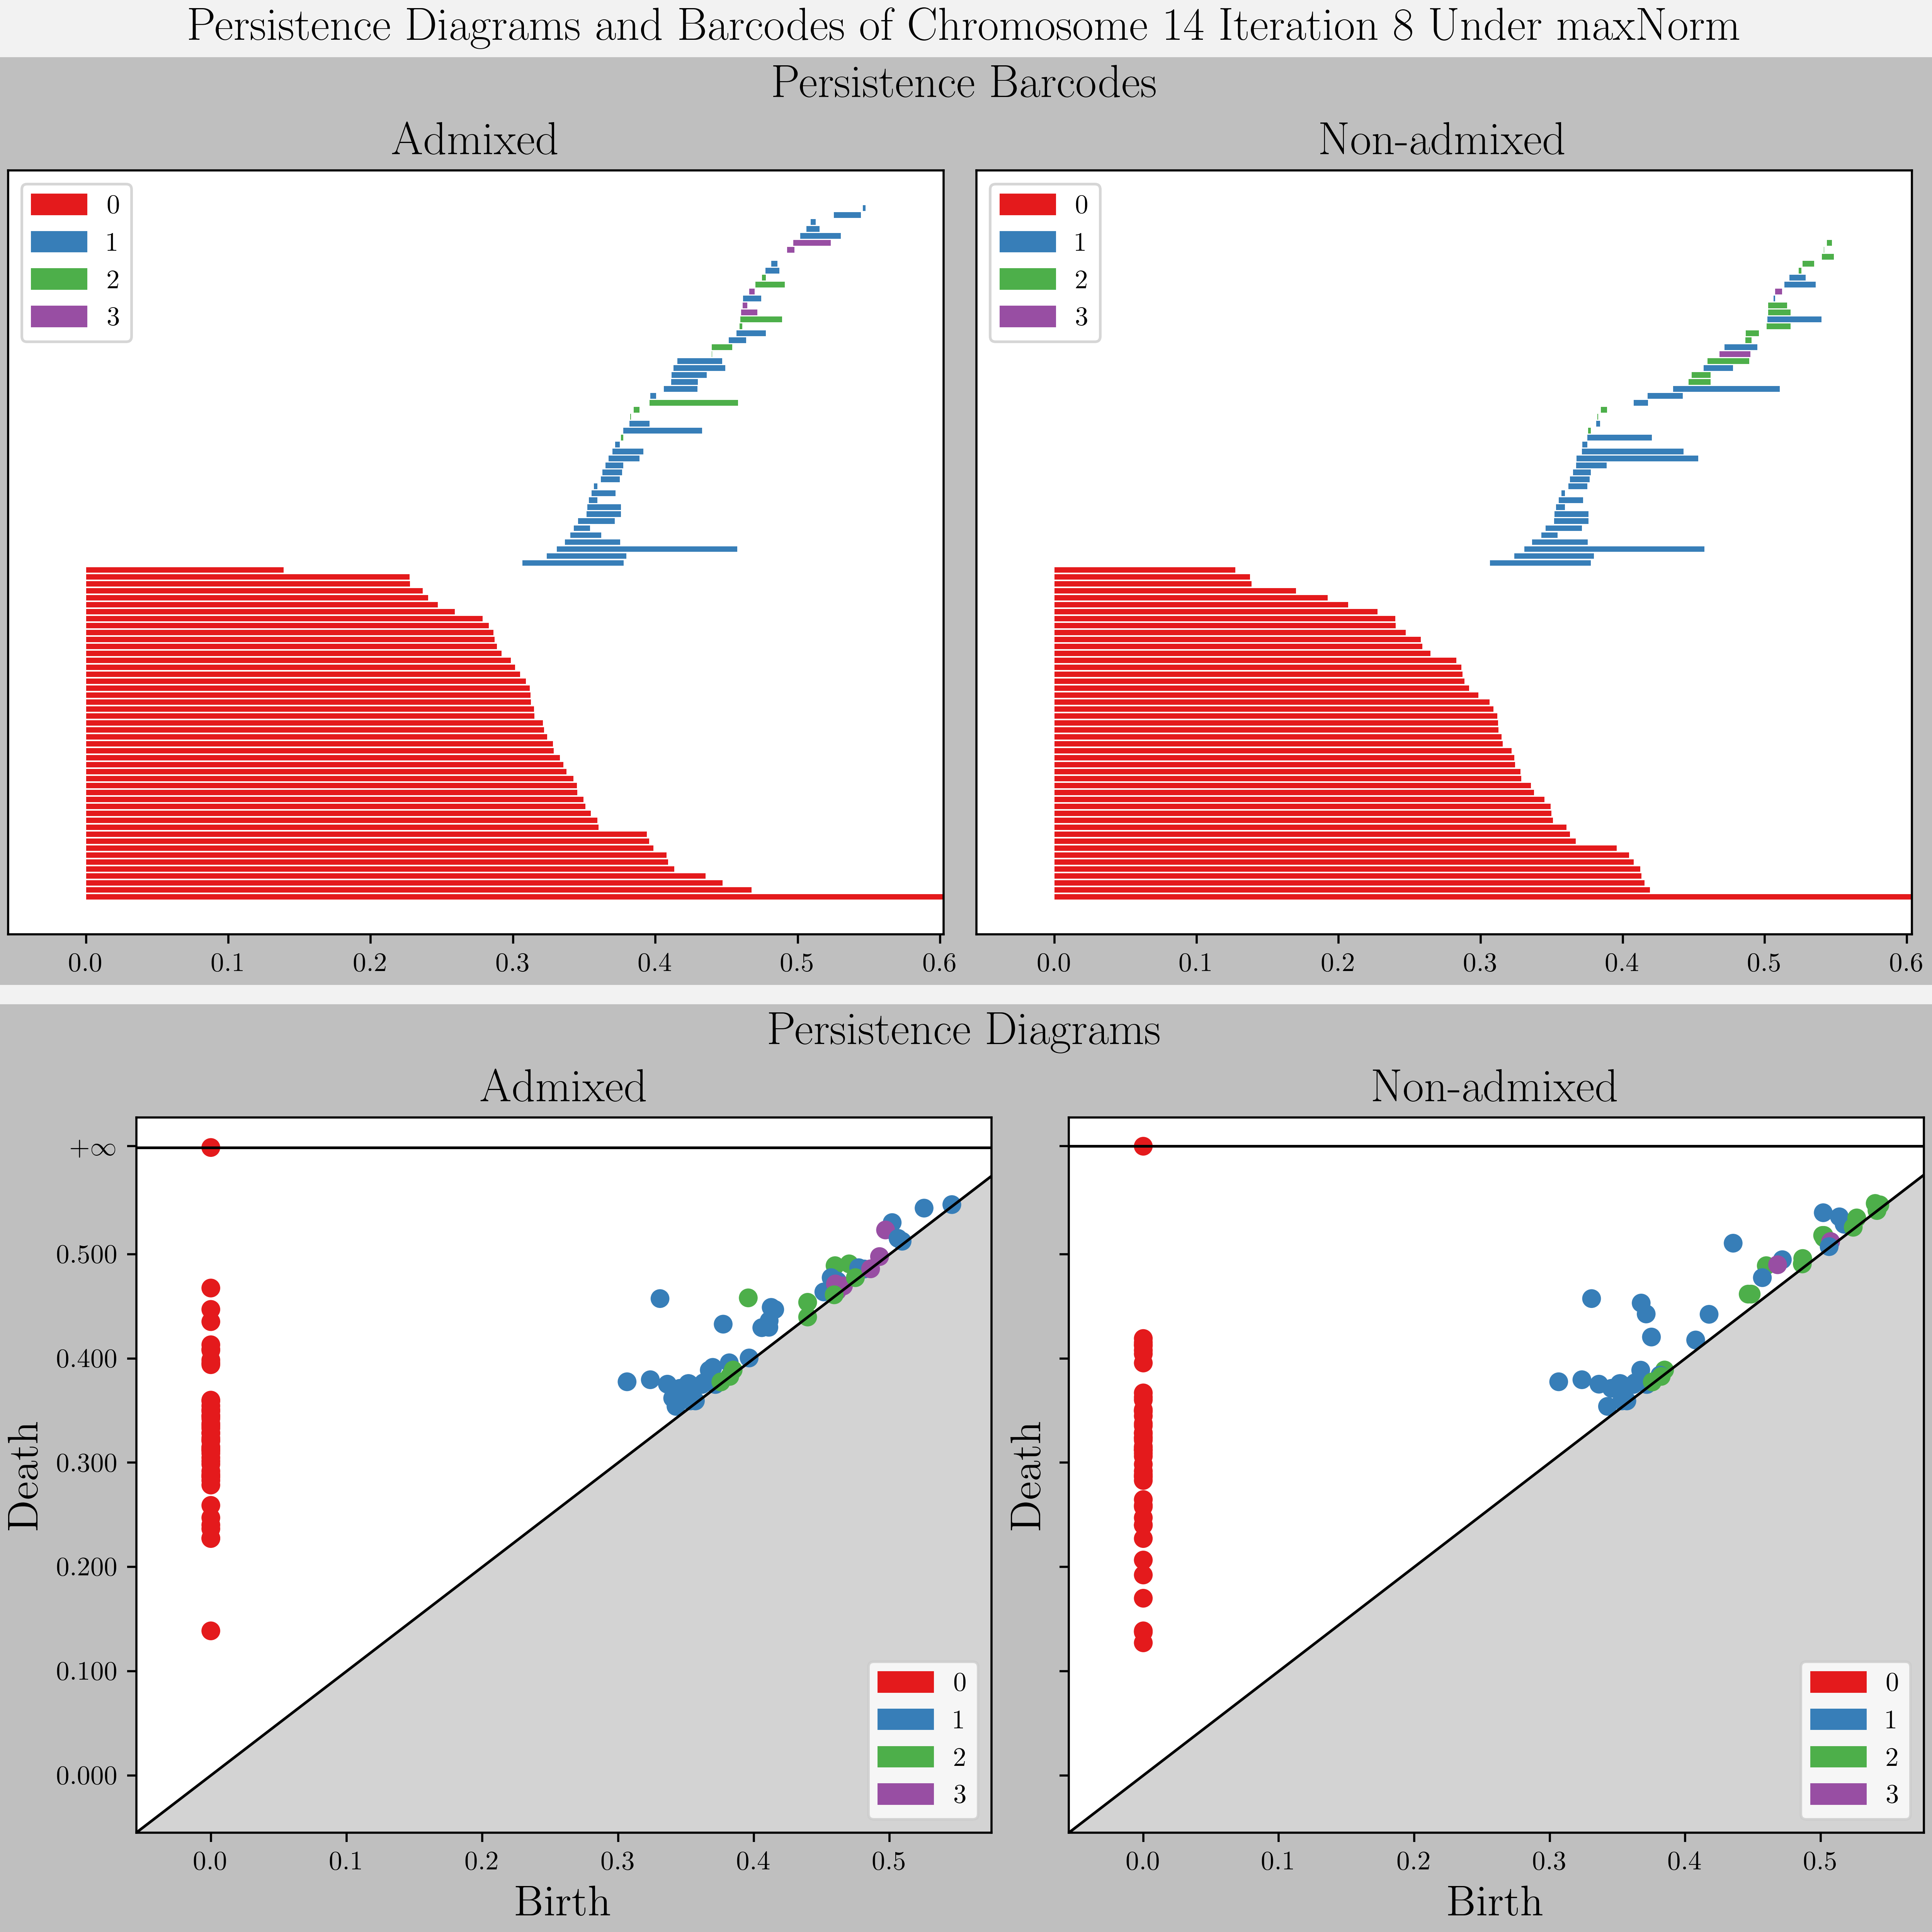 Persistence Diagrams and Barcodes of Chromosome 14 Iteration 8 Under maxNorm
Persistence Barcodes
Admixed
Non-admixed
0
1
2
3
0
1
2
3
0.0 0.1 0.2 0.3 0.4 0.5 0.6
0.0 0.1 0.2 0.3 0.4 0.5 0.6
Persistence Diagrams
Admixed
Non-admixed
+∞
0.500
0.400
0.300
0.200
0.100
0.000
Death
Death
0
1
2
3
0
1
2
3
0.0 0.1 0.2 0.3 0.4 0.5
0.0 0.1 0.2 0.3 0.4 0.5
Birth
Birth